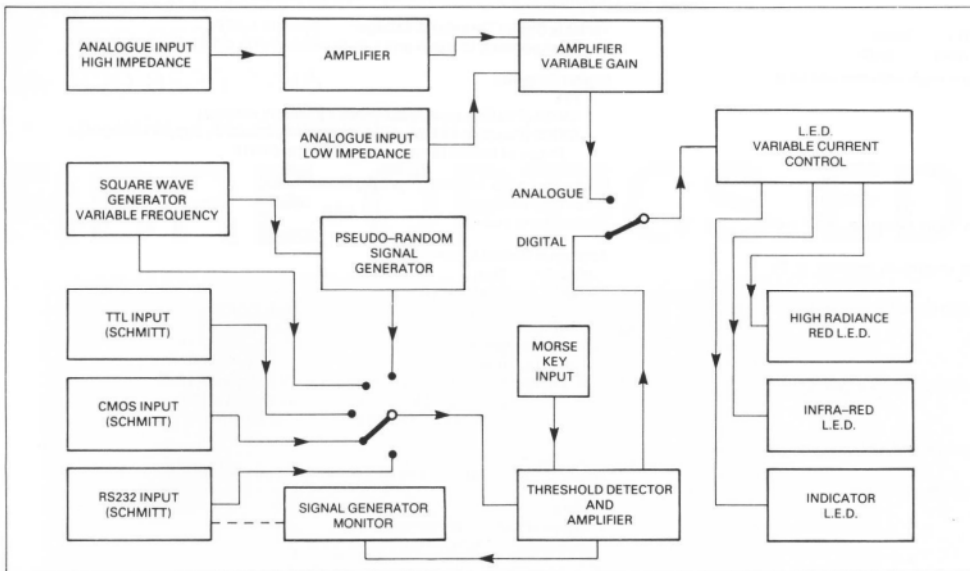 ANALOGUE INPUT
HIGH IMPEDANCE
AMPLIFIER
AMPLIFIER
VARIABLE GAIN
ANALOGUE INPUT
LOW IMPEDANCE
L.E.D.
VARIABLE CURRENT
CONTROL
SQUARE WAVE
GENERATOR
VARIABLE FREQUENCY
ANALOGUE
DIGITAL
PSEUDO–RANDOM
SIGNAL
GENERATOR
TTL INPUT
(SCHMITT)
HIGH RADIANCE
RED L.E.D.
MORSE
KEY
INPUT
CMOS INPUT
(SCHMITT)
INFRA–RED
L.E.D.
RS232 INPUT
(SCHMITT)
SIGNAL GENERATOR
MONITOR
THRESHOLD DETECTOR
AND
AMPLIFIER
INDICATOR
L.E.D.